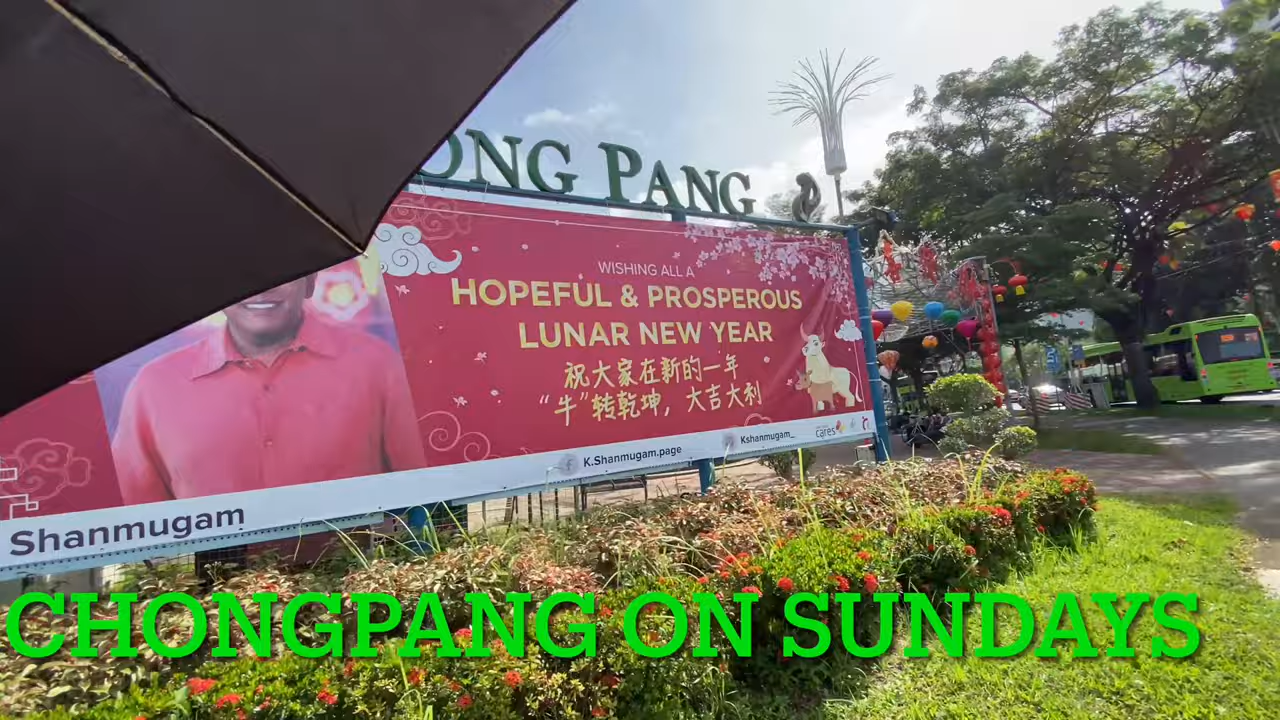 ONG PANG
WISHING ALL A
HOPEFUL & PROSPEROUS
LUNAR NEW YEAR
祝大家在新的一年
“牛”转乾坤，大吉大利
Kshanmugam_
cares
K.Shanmugam.page
Shanmugam
CHONGPANG ON SUNDAYS